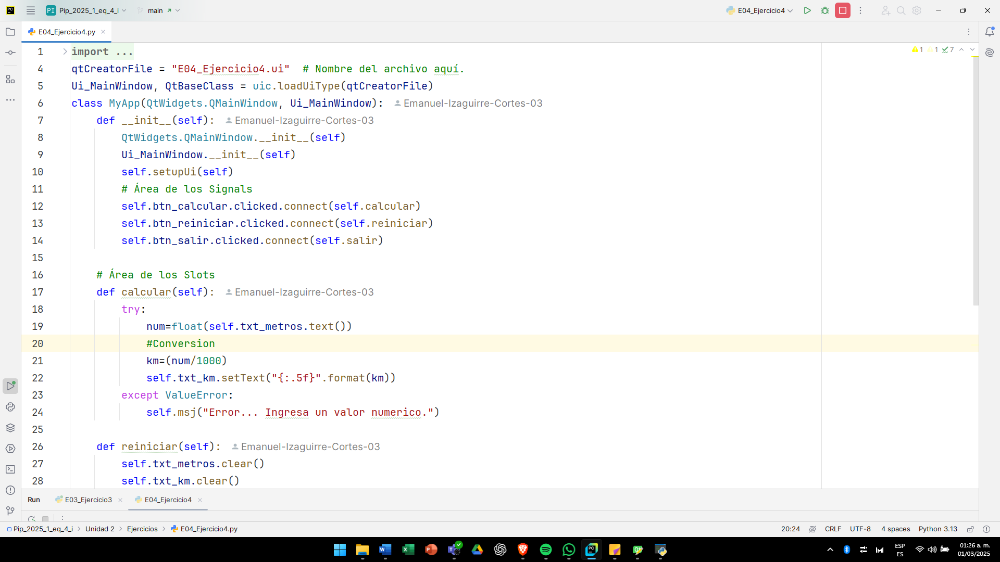 PC
PI Pip_2025_1_eq_4_i main E04_Ejercicio4
E04_Ejercicio4.py
1 import ...
4 qtCreatorFile = "E04_Ejercicio4.ui"  # Nombre del archivo aquí.
5 Ui_MainWindow, QtBaseClass = uic.loadUiType(qtCreatorFile)
6 class MyApp(QtWidgets.QMainWindow, Ui_MainWindow): Emanuel-Izaguirre-Cortes-03
7 def __init__(self): Emanuel-Izaguirre-Cortes-03
8 QtWidgets.QMainWindow.__init__(self)
9 Ui_MainWindow.__init__(self)
10 self.setupUi(self)
11 # Área de los Signals
12 self.btn_calcular.clicked.connect(self.calcular)
13 self.btn_reiniciar.clicked.connect(self.reiniciar)
14 self.btn_salir.clicked.connect(self.salir)
15
16 # Área de los Slots
17 def calcular(self): Emanuel-Izaguirre-Cortes-03
18 try:
19 num=float(self.txt_metros.text())
20 #Conversion
21 km=(num/1000)
22 self.txt_km.setText("{:.5f}".format(km))
23 except ValueError:
24 self.msj("Error... Ingresa un valor numerico.")
25
26 def reiniciar(self): Emanuel-Izaguirre-Cortes-03
27 self.txt_metros.clear()
28 self.txt_km.clear()
1 1 7
Run E03_Ejercicio3 E04_Ejercicio4
Pip_2025_1_eq_4_i > Unidad 2 > Ejercicios > E04_Ejercicio4.py 20:24 CRLF UTF-8 4 spaces Python 3.13
ESP
ES
01:26 a. m.
01/03/2025